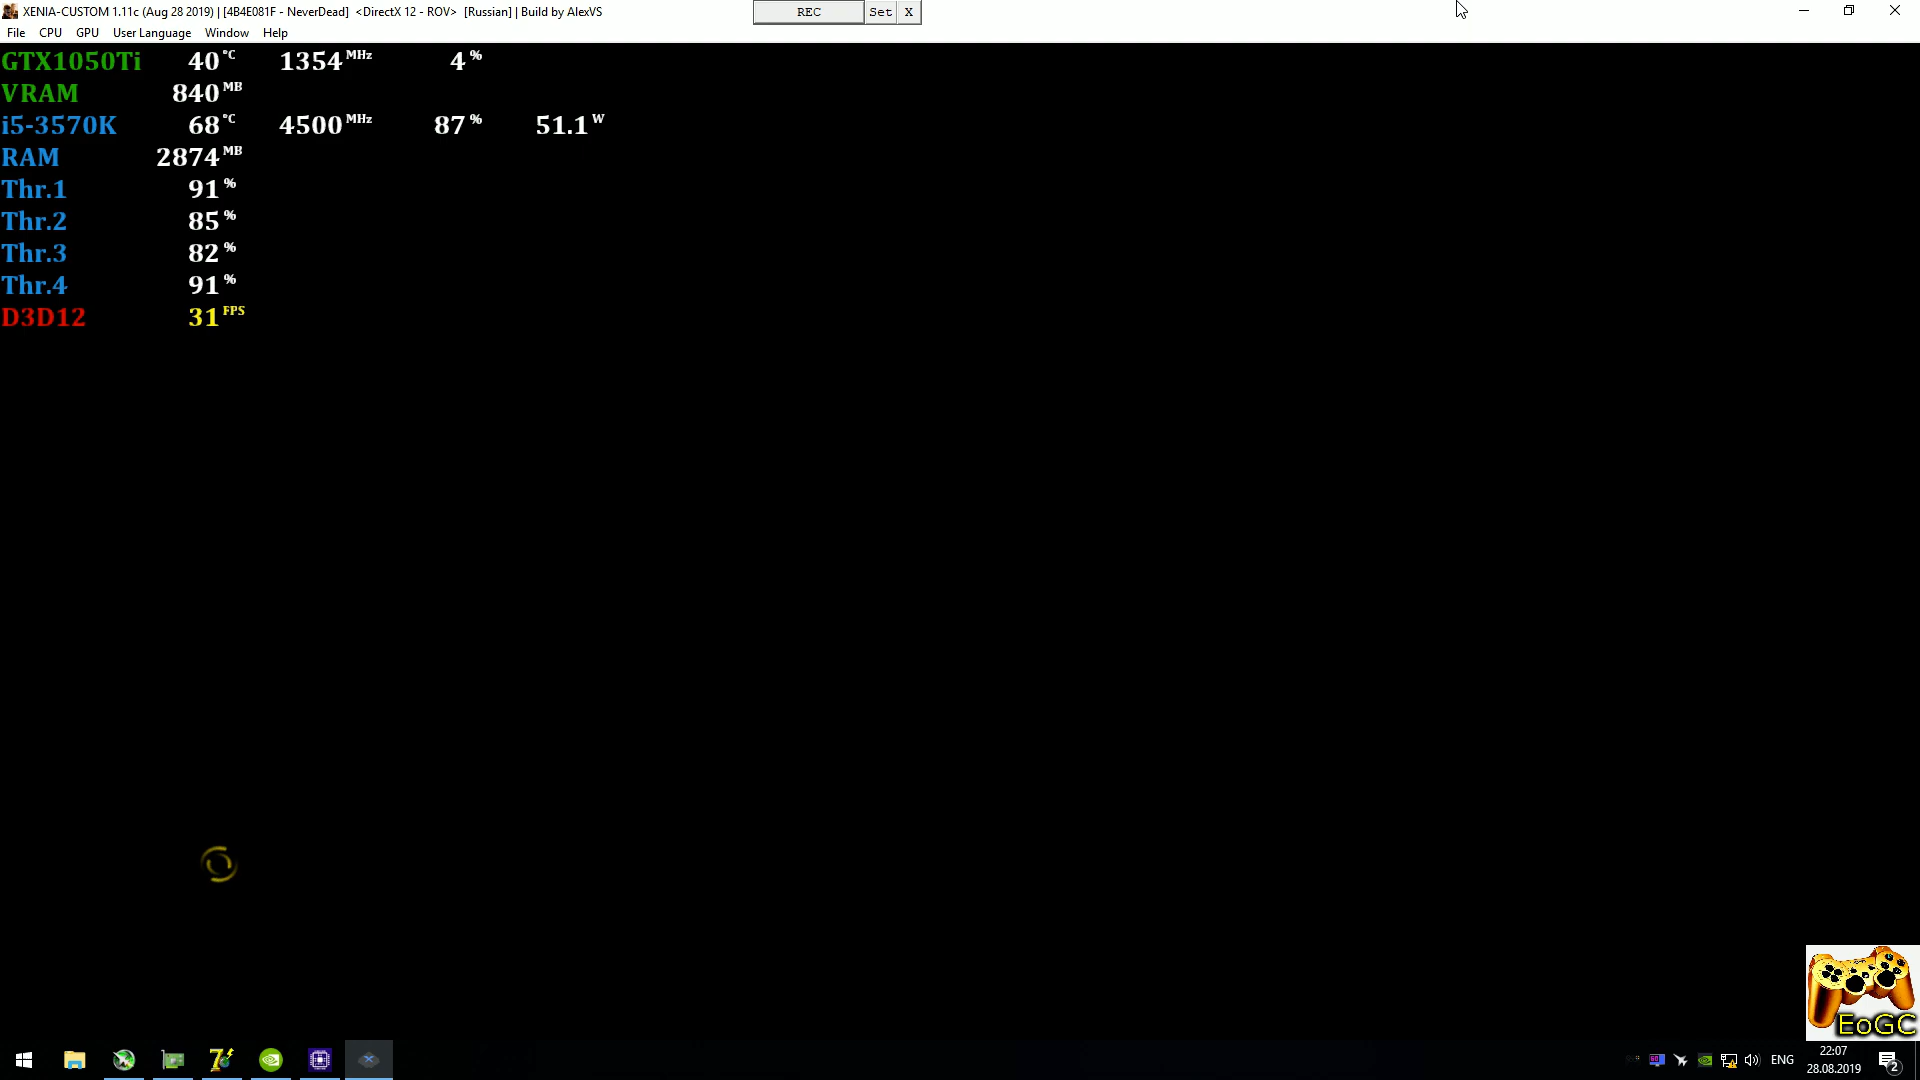 XENIA-CUSTOM 1.11c (Aug 28 2019) | [4B4E081F - NeverDead] <DirectX 12 - ROV> [Russian] | Build by AlexVS
REC Set X
File CPU GPU User Language Window Help
GTX1050Ti 40 °C 1354 MHz 4 %
VRAM 840 MB
i5-3570K 68 °C 4500 MHz 87 % 51.1 W
RAM 2874 MB
Thr.1 91 %
Thr.2 85 %
Thr.3 82 %
Thr.4 91 %
D3D12 31 FPS
EoGC
ENG
22:07
28.08.2019
2